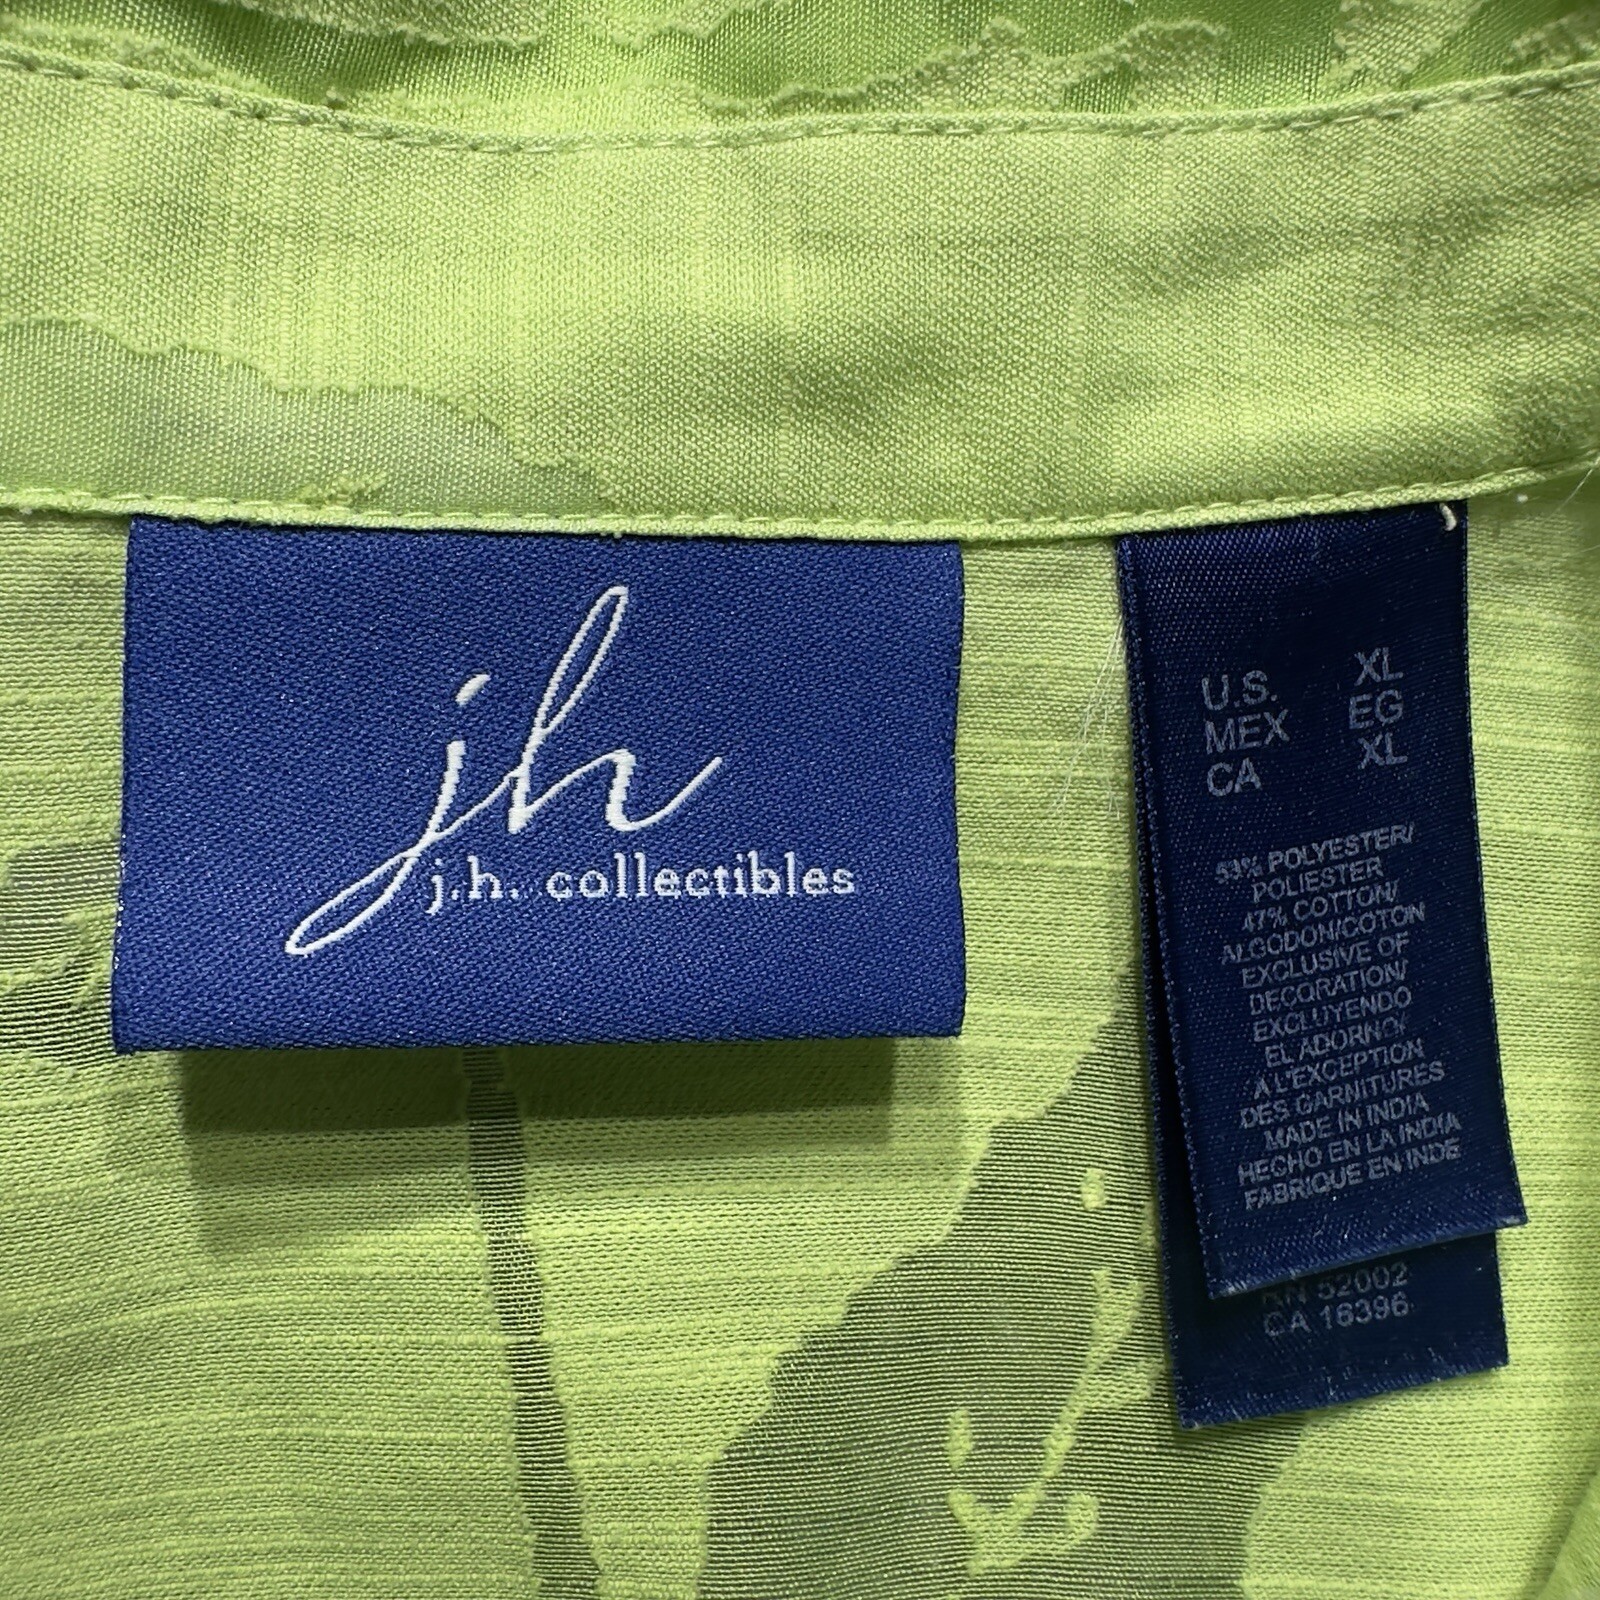 jh
j.h. collectibles
U.S. XL
MEX EG
CA XL
53% POLYESTER/
POLIESTER
47% COTTON/
ALGODON/COTON
EXCLUSIVE OF
DECORATION/
EXCLUYENDO
EL ADORNO/
A L'EXCEPTION
DES GARNITURES
MADE IN INDIA
HECHO EN LA INDIA
FABRIQUE EN INDE
RN 52002
CA 16396